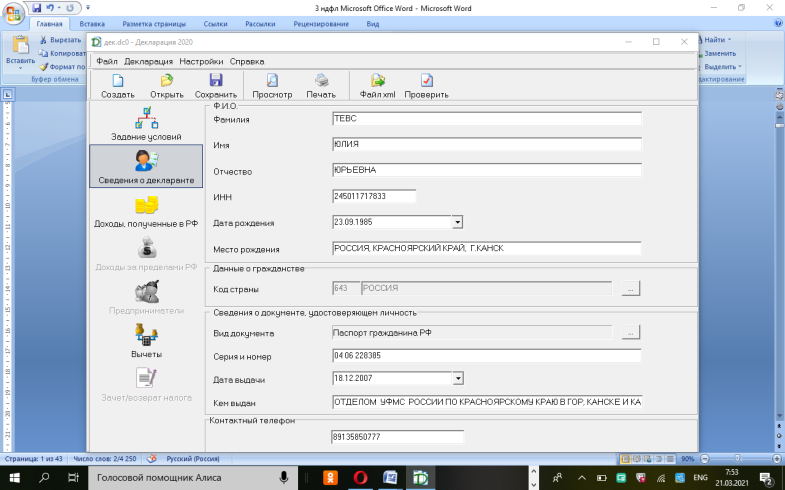 3 ндфл Microsoft Office Word - Microsoft Word
Главная Вставка Разметка страницы Ссылки Рассылки Рецензирование Вид
Вырезать
Копироват
Формат по
Вставить
Буфер обмена
Найти
Заменить
Выделить
дактирование
дек.dc0 - Декларация 2020
Файл Декларация Настройки Справка
Создать Открыть Сохранить Просмотр Печать Файл xml Проверить
Задание условий
Сведения о декларанте
Доходы, полученные в РФ
Доходы за пределами РФ
Предприниматели
Вычеты
Зачет/возврат налога
Ф.И.О.
Фамилия ТЕВС
Имя ЮЛИЯ
Отчество ЮРЬЕВНА
ИНН 245011717833
Дата рождения 23.09.1985
Место рождения РОССИЯ, КРАСНОЯРСКИЙ КРАЙ, Г.КАНСК
Данные о гражданстве
Код страны 643 РОССИЯ ...
Сведения о документе, удостоверяющем личность
Вид документа Паспорт гражданина РФ ...
Серия и номер 04 06 228385
Дата выдачи 18.12.2007
Кем выдан ОТДЕЛОМ УФМС РОССИИ ПО КРАСНОЯРСКОМУ КРАЮ В ГОР, КАНСКЕ И КА
Контактный телефон
89135850777
Страница: 1 из 43 Число слов: 2/4 250 Русский (Россия) 90%
Голосовой помощник Алиса
ENG 7:53
21.03.2021